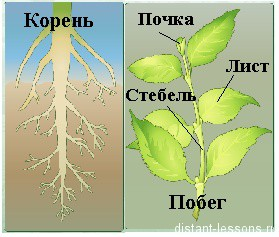 Корень
Почка
Лист
Стебель
Побег
distant-lessons.ru